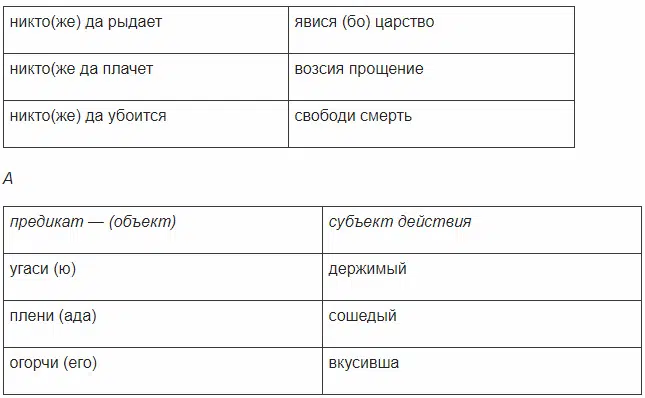 никто(же) да рыдает явися (бо) царство
никто(же да плачет возсия прощение
никто(же) да убоится свободи смерть
А
предикат — (объект) субъект действия
угаси (ю) держимый
плени (ада) сошедый
огорчи (его) вкусивша